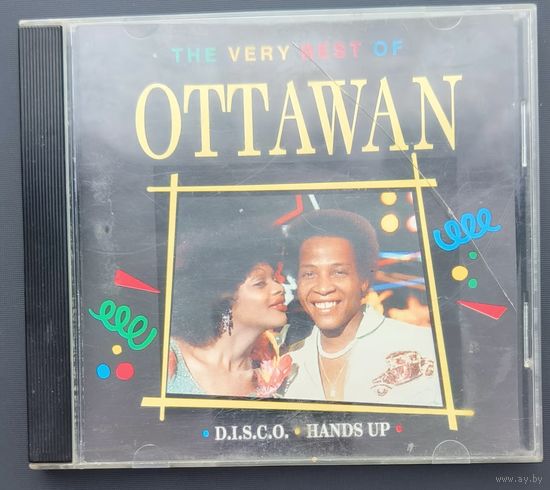 THE VERY BEST OF
OTTAWAN
D.I.S.C.O. • HANDS UP
www.ay.by